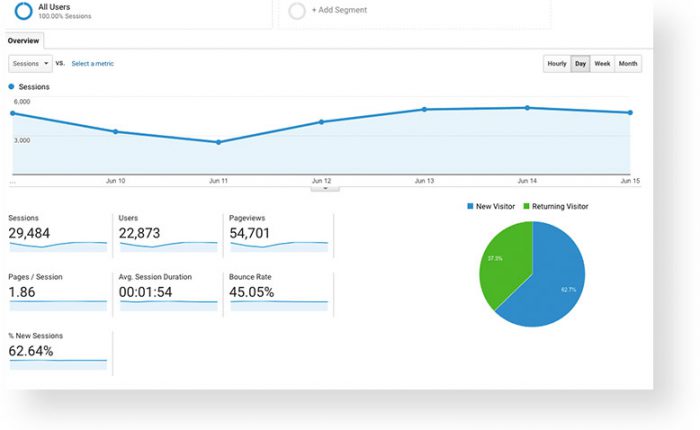 All Users
100.00% Sessions
+ Add Segment
Overview
Sessions vs. Select a metric
Hourly Day Week Month
Sessions
6,000
3,000
... Jun 10 Jun 11 Jun 12 Jun 13 Jun 14 Jun 15
New Visitor Returning Visitor
Sessions Users Pageviews
29,484 22,873 54,701
37.3%
62.7%
Pages / Session Avg. Session Duration Bounce Rate
1.86 00:01:54 45.05%
% New Sessions
62.64%